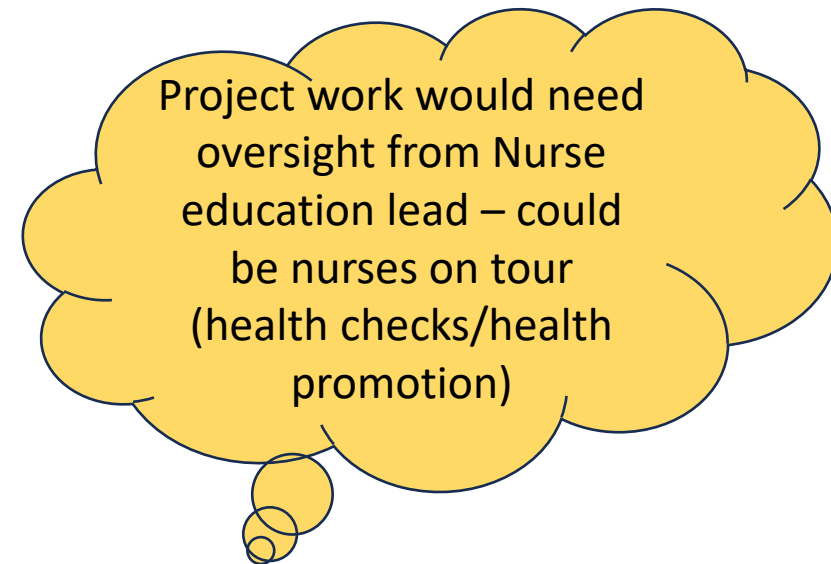 Project work would need
oversight from Nurse
education lead – could
be nurses on tour
(health checks/health
promotion)